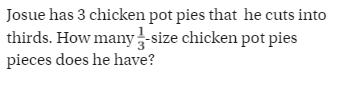 Josue has 3 chicken pot pies that he cuts into
thirds. How many 1/3-size chicken pot pies
pieces does he have?